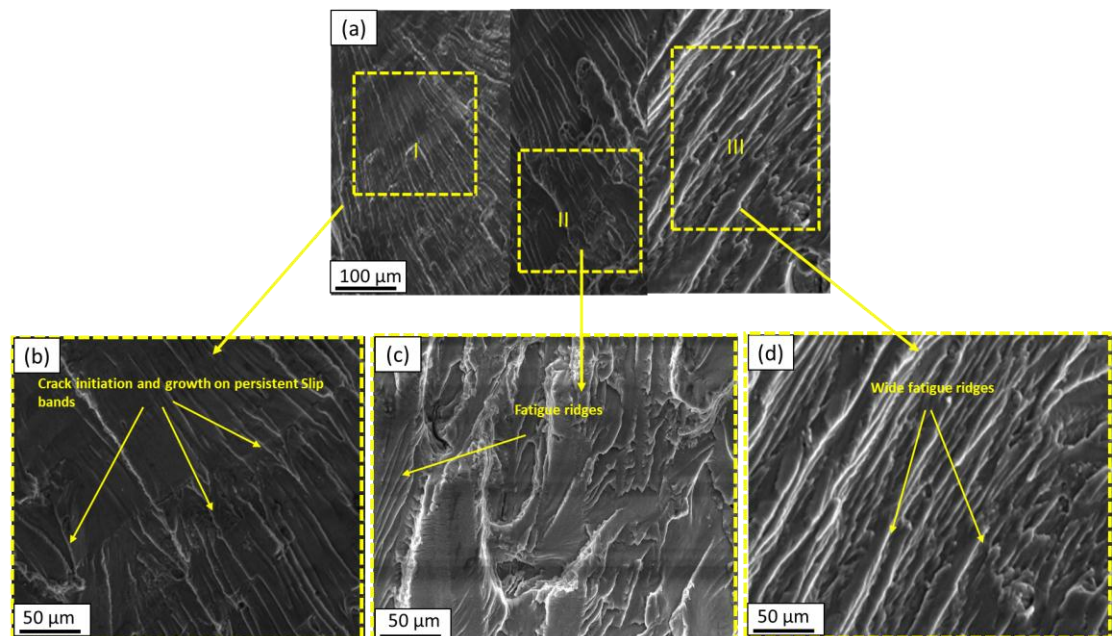 (a)
I
II
III
100 µm
(b)
Crack initiation and growth on persistent Slip
bands
50 µm
(c)
Fatigue ridges
50 µm
(d)
Wide fatigue ridges
50 µm